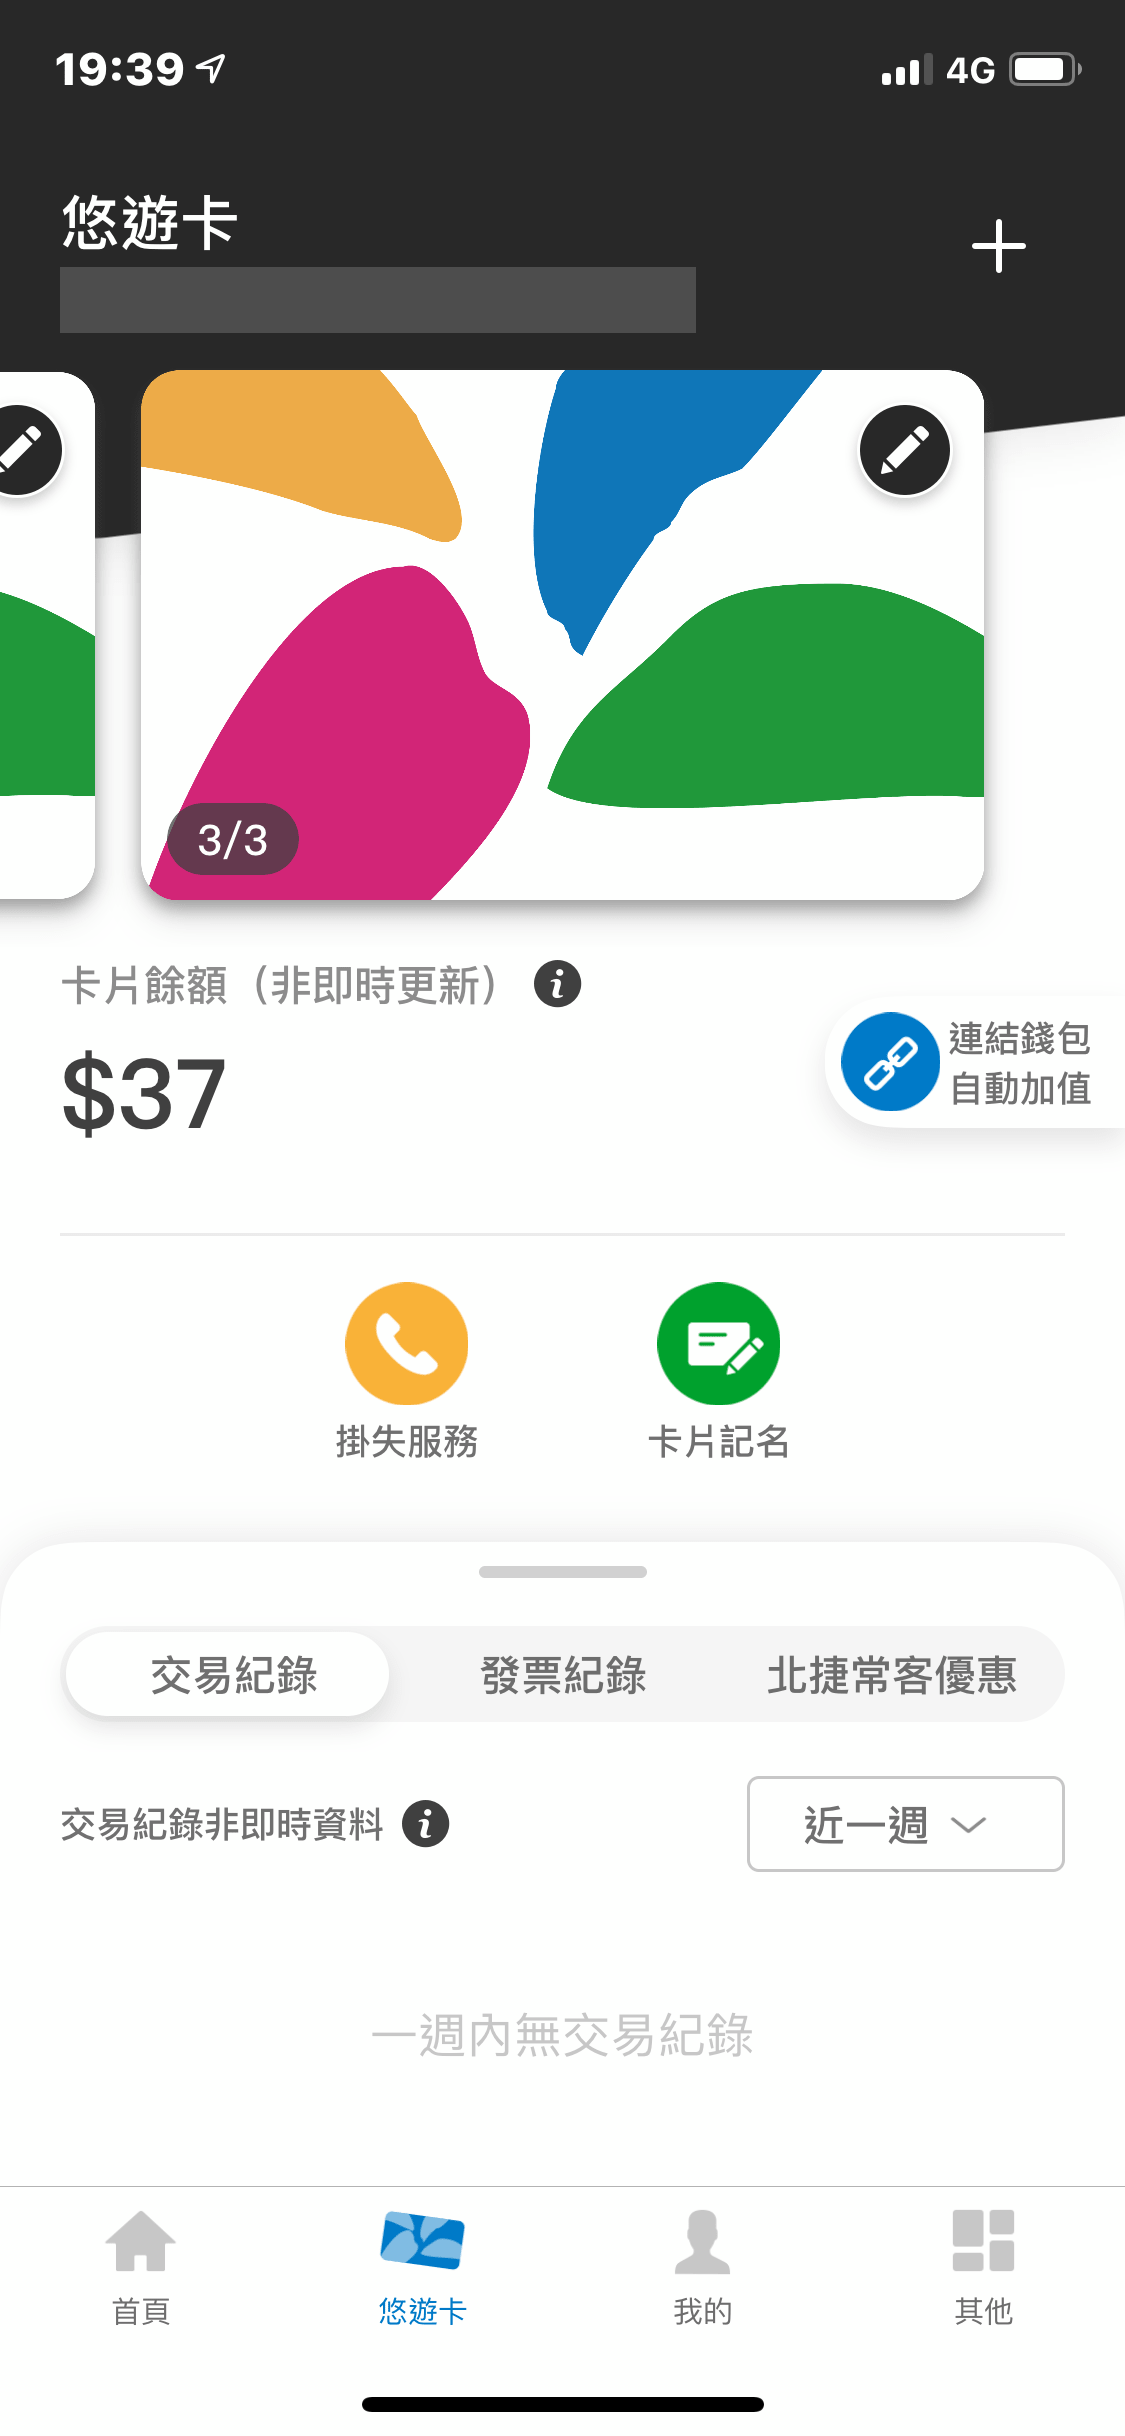 19:39
4G
悠遊卡
3/3
卡片餘額（非即時更新）
$37
連結錢包
自動加值
掛失服務
卡片記名
交易紀錄 發票紀錄 北捷常客優惠
交易紀錄非即時資料
近一週
一週內無交易紀錄
首頁 悠遊卡 我的 其他